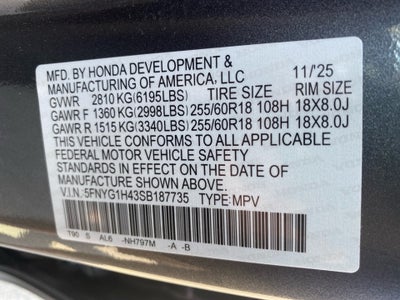 MFD. BY HONDA DEVELOPMENT &
MANUFACTURING OF AMERICA, LLC 11/25
GVWR 2810 KG(6195LBS) TIRE SIZE RIM SIZE
GAWR F 1360 KG(2998LBS) 255/60R18 108H 18X8.0J
GAWR R 1515 KG(3340LBS) 255/60R18 108H 18X8.0J
THIS VEHICLE CONFORMS TO ALL APPLICABLE
FEDERAL MOTOR VEHICLE SAFETY
STANDARDS IN EFFECT ON THE DATE OF
MANUFACTURE SHOWN ABOVE.
V.I.N.: 5FNYG1H43SB187735 TYPE: MPV
T90 S AL6 -NH797M -A -B